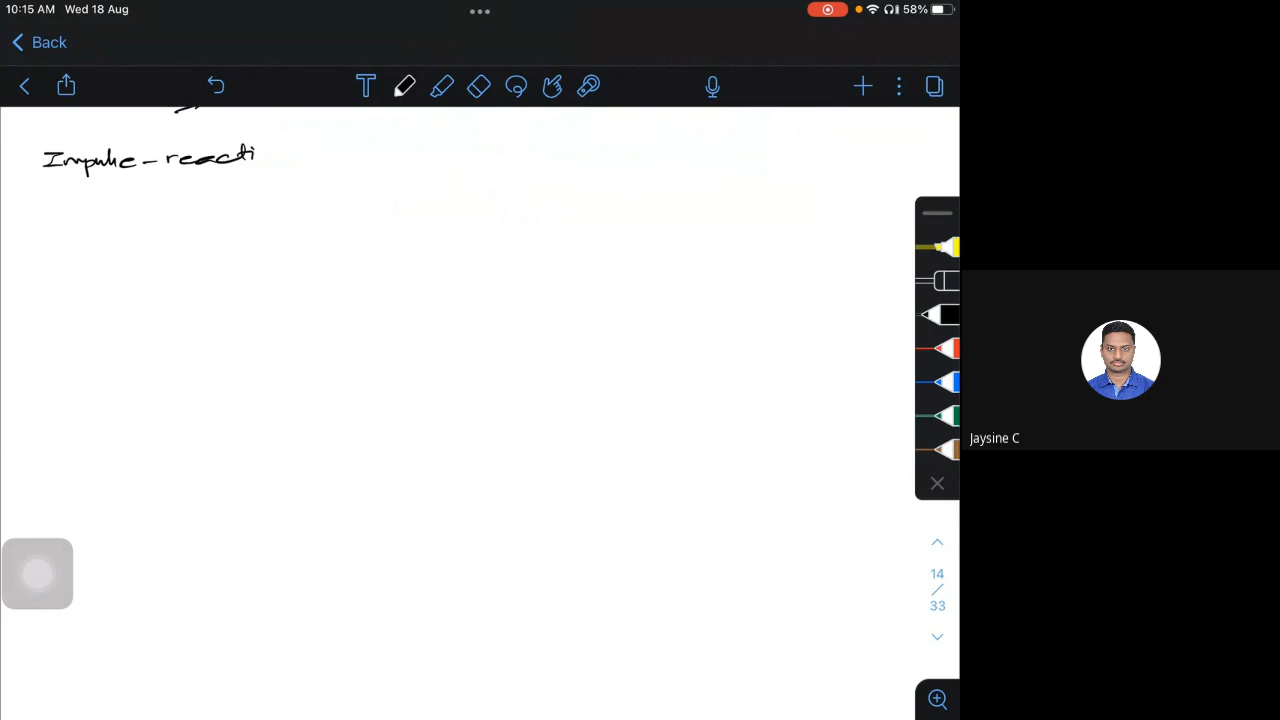 10:15 AM Wed 18 Aug
58%
Back
T
Impulse - reacti
14
/
33
Jaysine C